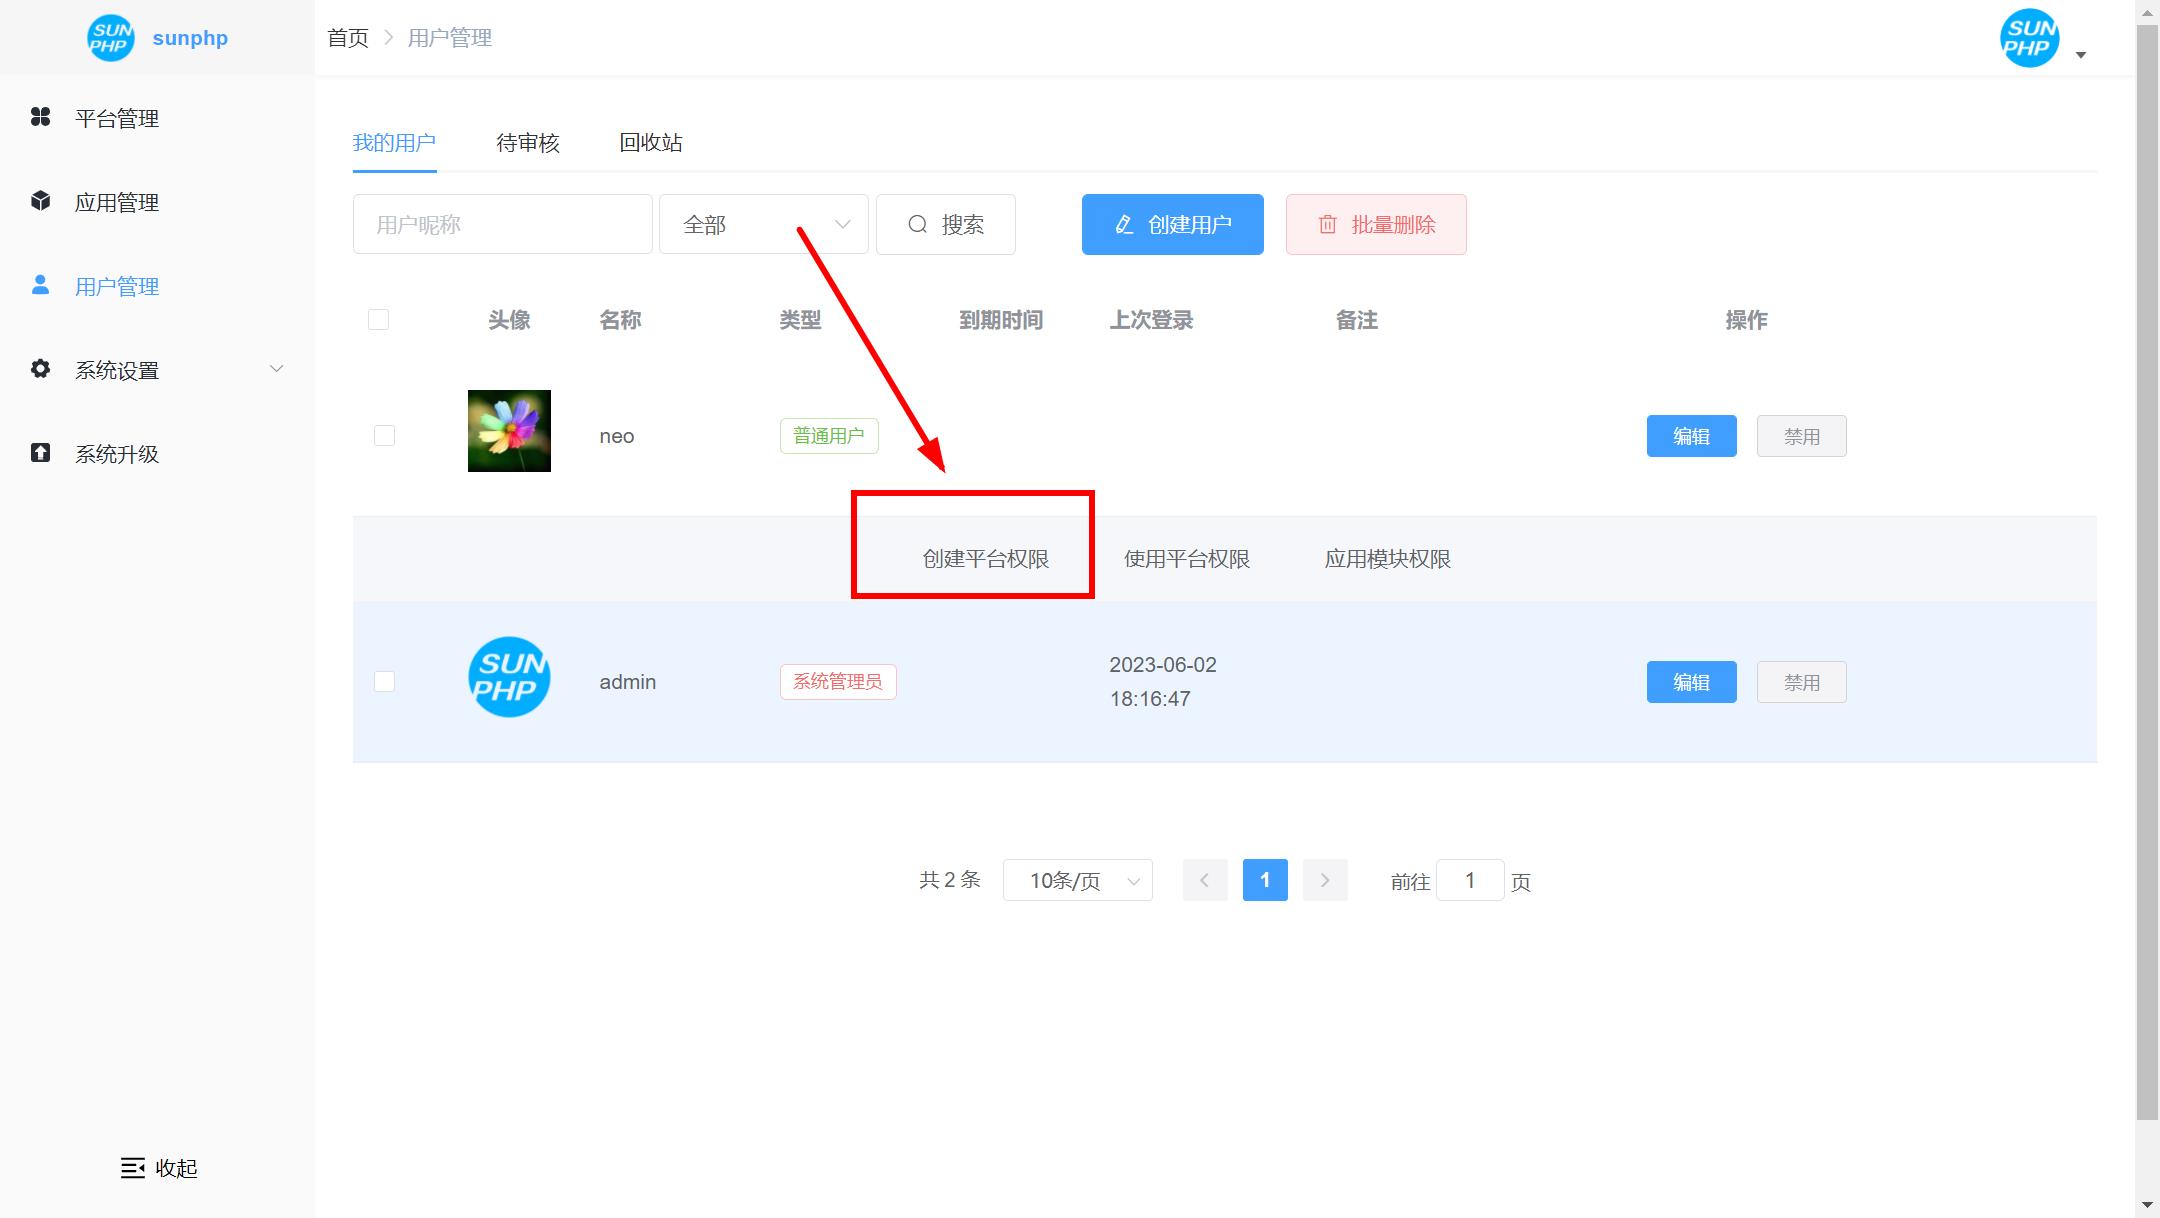 SUN PHP sunphp
首页 > 用户管理
SUN PHP
平台管理
应用管理
用户管理
系统设置
系统升级
收起
我的用户 待审核 回收站
用户昵称 全部 搜索 创建用户 批量删除
头像 名称 类型 到期时间 上次登录 备注 操作
neo 普通用户 编辑 禁用
创建平台权限 使用平台权限 应用模块权限
SUN PHP admin 系统管理员 2023-06-02 编辑 禁用
18:16:47
共 2 条 10条/页 < 1 > 前往 1 页